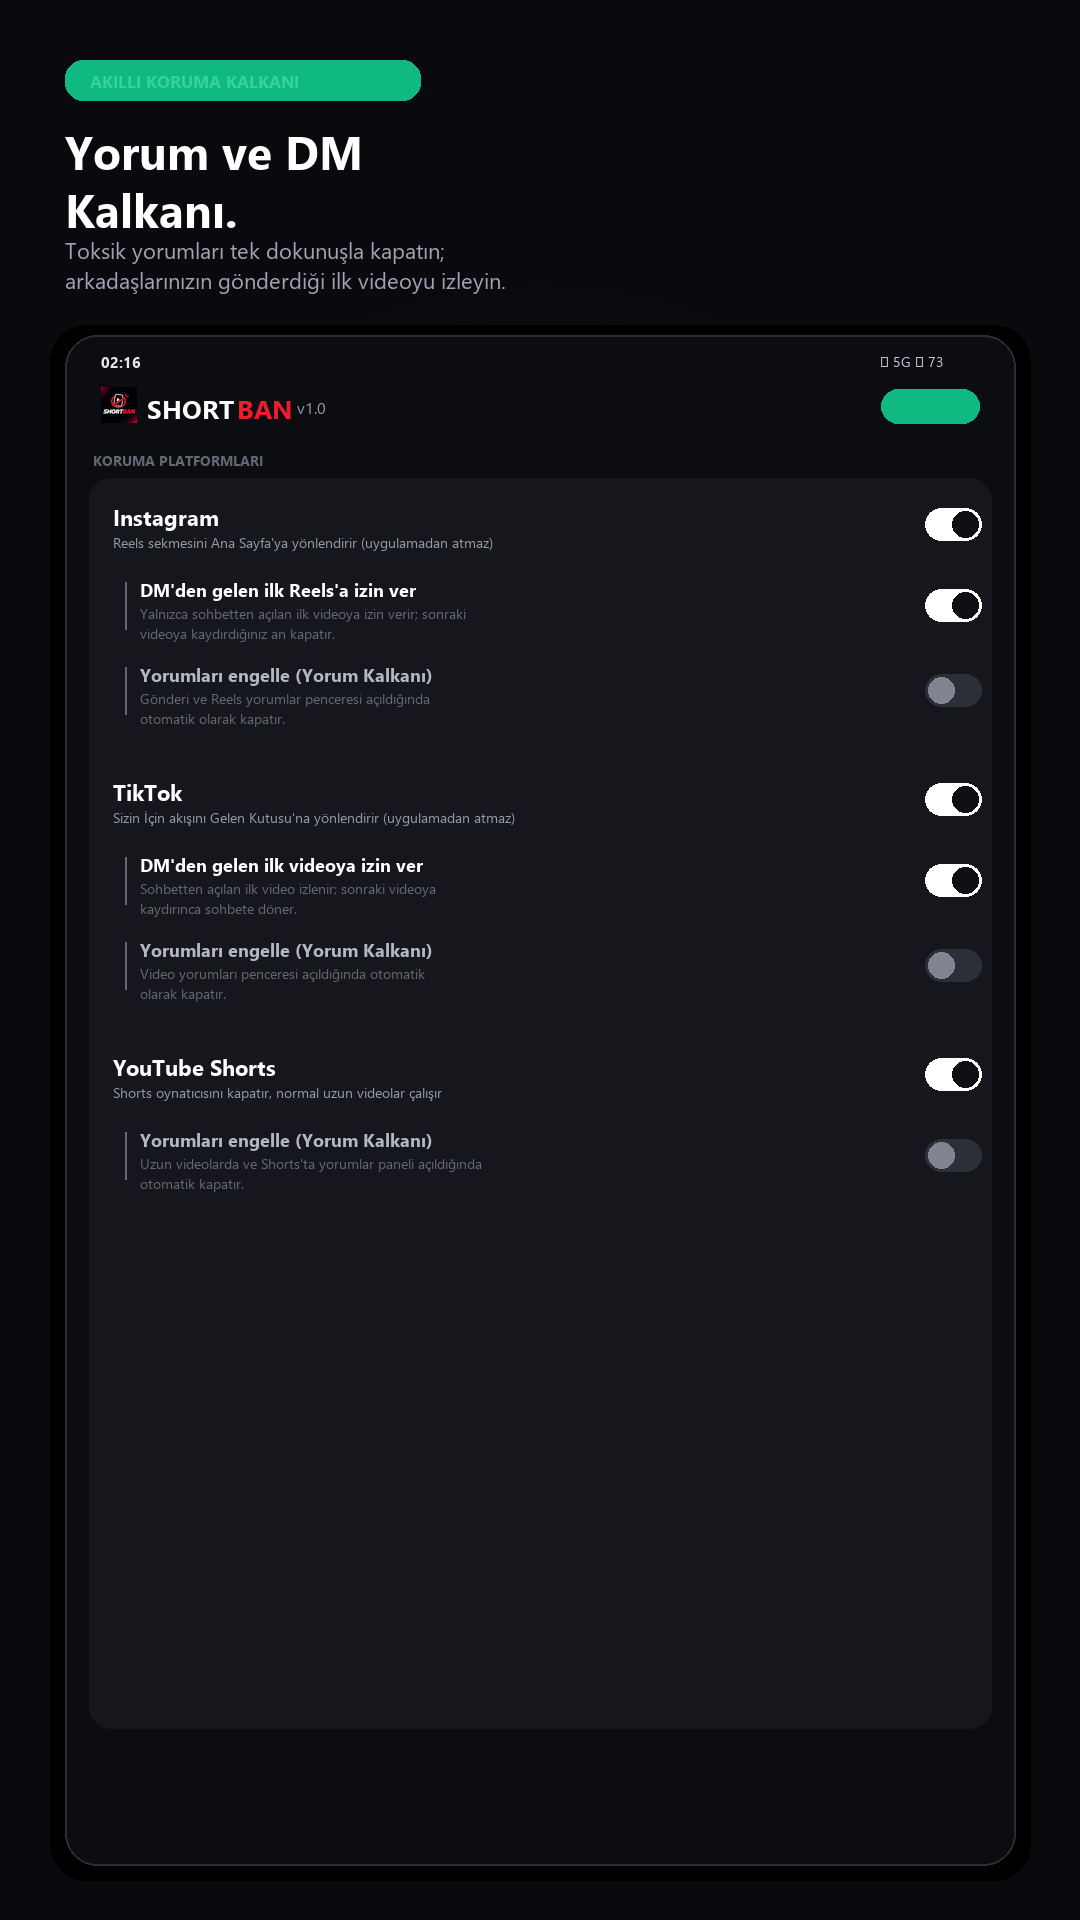 AKILLI KORUMA KALKANI
Yorum ve DM
Kalkanı.
Toksik yorumları tek dokunuşla kapatın;
arkadaşlarınızın gönderdiği ilk videoyu izleyin.
02:16
5G 73
SHORTBAN
SHORTBAN v1.0
KORUMA PLATFORMLARI
Instagram
Reels sekmesini Ana Sayfa'ya yönlendirir (uygulamadan atmaz)
DM'den gelen ilk Reels'a izin ver
Yalnızca sohbetten açılan ilk videoya izin verir; sonraki
videoya kaydırdığınız an kapatır.
Yorumları engelle (Yorum Kalkanı)
Gönderi ve Reels yorumlar penceresi açıldığında
otomatik olarak kapatır.
TikTok
Sizin İçin akışını Gelen Kutusu'na yönlendirir (uygulamadan atmaz)
DM'den gelen ilk videoya izin ver
Sohbetten açılan ilk video izlenir; sonraki videoya
kaydırınca sohbete döner.
Yorumları engelle (Yorum Kalkanı)
Video yorumları penceresi açıldığında otomatik
olarak kapatır.
YouTube Shorts
Shorts oynatıcısını kapatır, normal uzun videolar çalışır
Yorumları engelle (Yorum Kalkanı)
Uzun videolarda ve Shorts'ta yorumlar paneli açıldığında
otomatik kapatır.